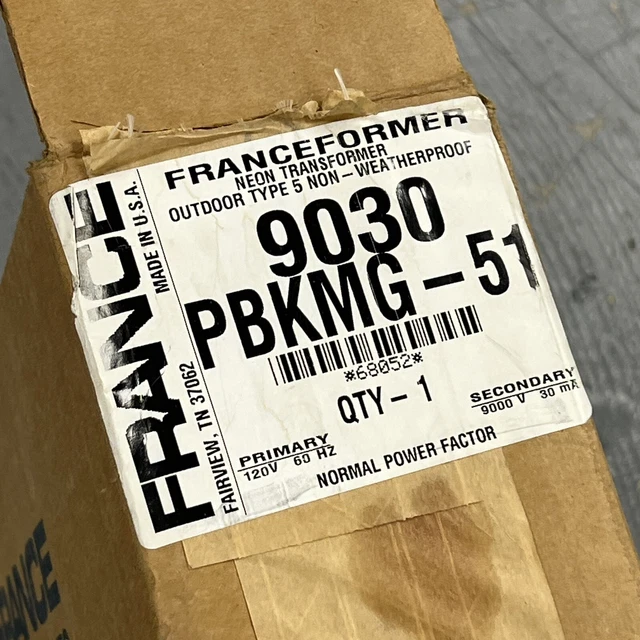 FRANCEFORMER
NEON TRANSFORMER
OUTDOOR TYPE 5 NON-WEATHERPROOF
9030
PBKMG-51
*68052*
QTY-1
PRIMARY
120V 60 HZ
SECONDARY
9000 V 30 mA
NORMAL POWER FACTOR
FRANCE
MADE IN U.S.A.
FAIRVIEW, TN 37062
RANCE